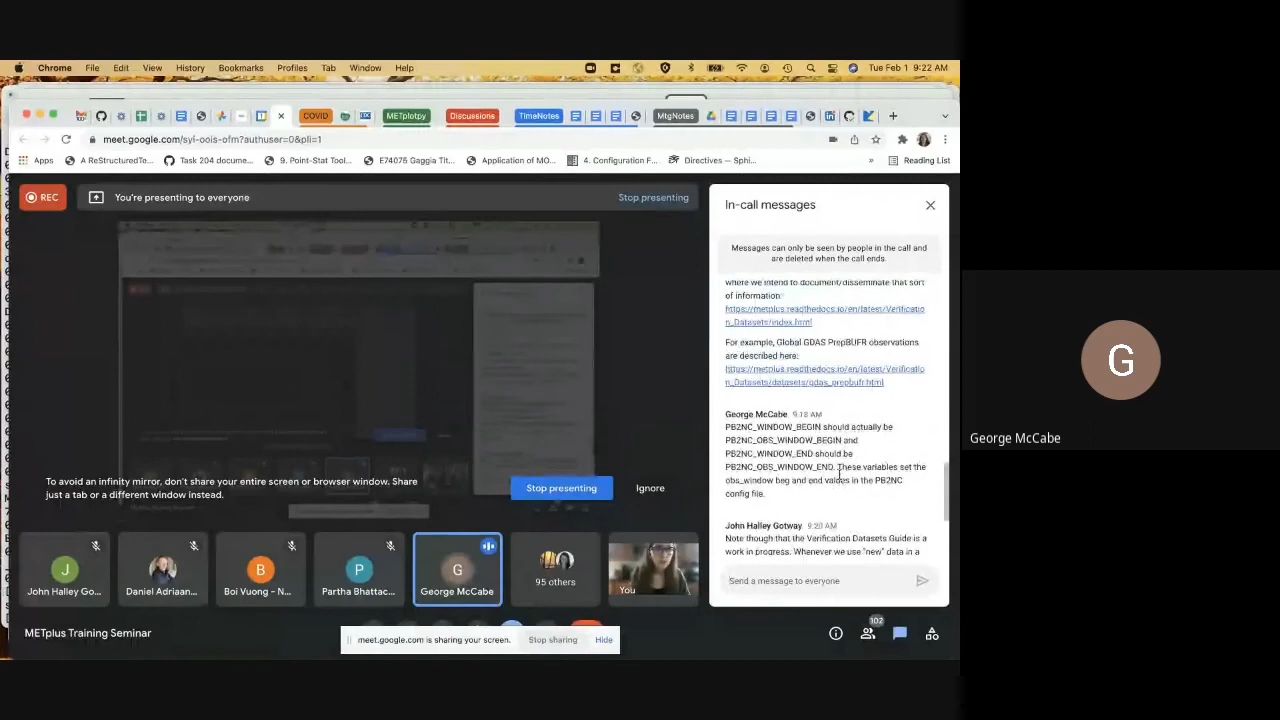 Chrome File Edit View History Bookmarks Profiles Tab Window Help Tue Feb 1 9:22 AM
COVID METplotpy Discussions TimeNotes MtgNotes
meet.google.com/syi-oois-ofm?authuser=0&pli=1
Apps A ReStructuredTe... Task 204 docume... 9. Point-Stat Tool... E74075 Gaggia Tit... Application of MO... 4. Configuration F... Directives — Sphi... » Reading List
REC You're presenting to everyone Stop presenting
In-call messages
Messages can only be seen by people in the call and
are deleted when the call ends.
where we intend to document/disseminate that sort
of information:
https://metplus.readthedocs.io/en/latest/Verificatio
n_Datasets/index.html
For example, Global GDAS PrepBUFR observations
are described here:
https://metplus.readthedocs.io/en/latest/Verificatio
n_Datasets/datasets/gdas_prepbufr.html
George McCabe 9:18 AM
PB2NC_WINDOW_BEGIN should actually be
PB2NC_OBS_WINDOW_BEGIN and
PB2NC_WINDOW_END should be
PB2NC_OBS_WINDOW_END. These variables set the
obs_window beg and end values in the PB2NC
config file.
John Halley Gotway 9:20 AM
Note though that the Verification Datasets Guide is a
work in progress. Whenever we use "new" data in a
Send a message to everyone
To avoid an infinity mirror, don't share your entire screen or browser window. Share
just a tab or a different window instead.
Stop presenting Ignore
J
John Halley Go...
Daniel Adriaan...
B
Boi Vuong - N...
P
Partha Bhattac...
G
George McCabe
95 others
You
METplus Training Seminar
meet.google.com is sharing your screen. Stop sharing Hide
102
G
George McCabe